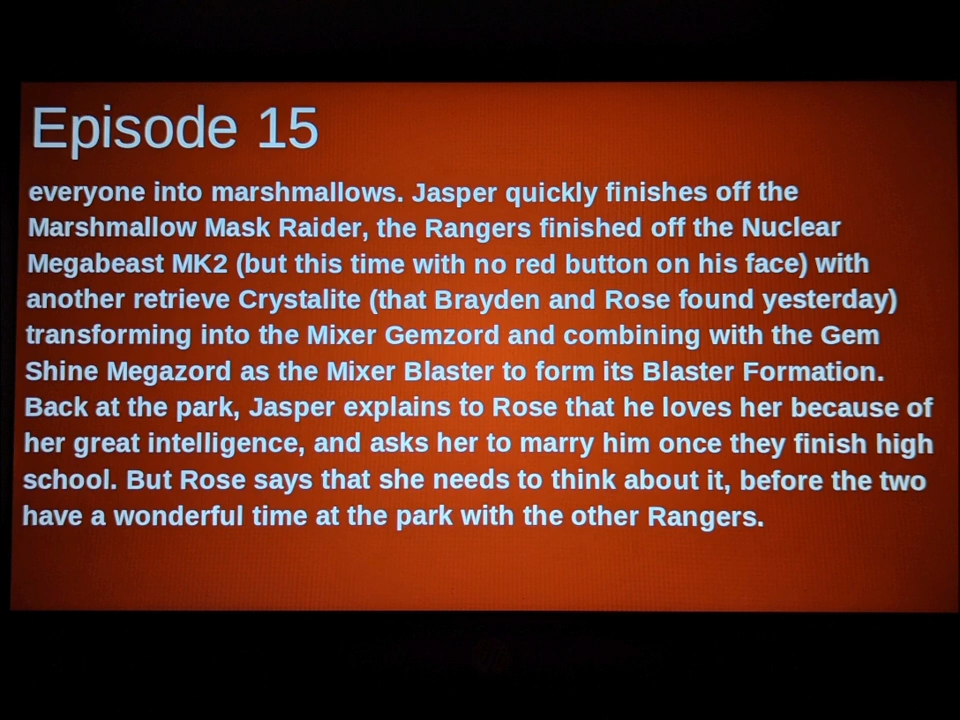 Episode 15
everyone into marshmallows. Jasper quickly finishes off the
Marshmallow Mask Raider, the Rangers finished off the Nuclear
Megabeast MK2 (but this time with no red button on his face) with
another retrieve Crystalite (that Brayden and Rose found yesterday)
transforming into the Mixer Gemzord and combining with the Gem
Shine Megazord as the Mixer Blaster to form its Blaster Formation.
Back at the park, Jasper explains to Rose that he loves her because of
her great intelligence, and asks her to marry him once they finish high
school. But Rose says that she needs to think about it, before the two
have a wonderful time at the park with the other Rangers.